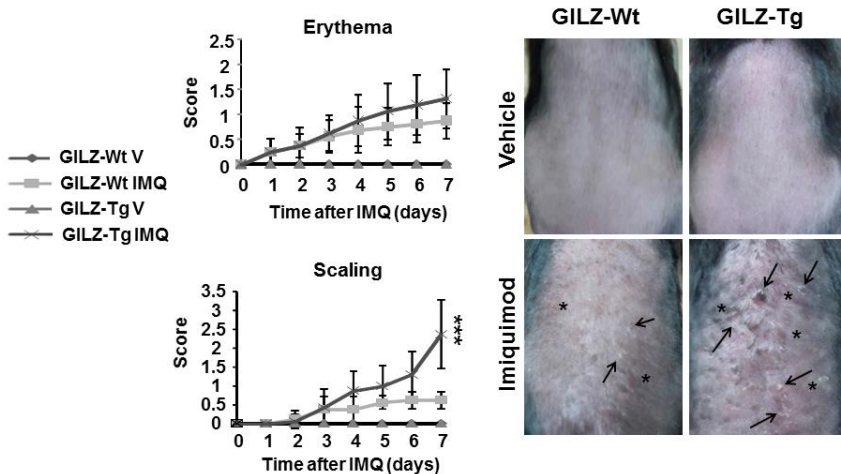 GILZ-Wt V
GILZ-Wt IMQ
GILZ-Tg V
GILZ-Tg IMQ
Erythema
Score
2.5
2
1.5
1
0.5
0
0 1 2 3 4 5 6 7
Time after IMQ (days)
Scaling
Score
3.5
3
2.5
2
1.5
1
0.5
0
***
0 1 2 3 4 5 6 7
Time after IMQ (days)
GILZ-Wt GILZ-Tg
Vehicle
Imiquimod
* * * * * *